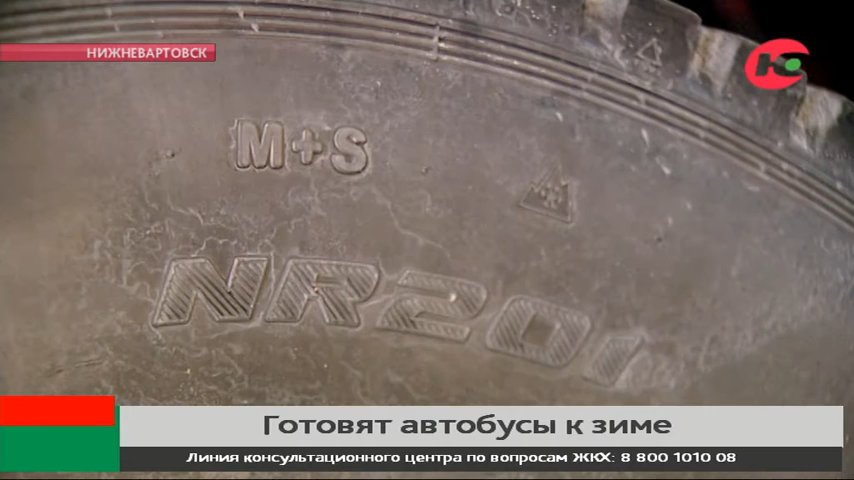 НИЖНЕВАРТОВСК
Ю
M+S
NR201
Готовят автобусы к зиме
Линия консультационного центра по вопросам ЖКХ: 8 800 1010 08